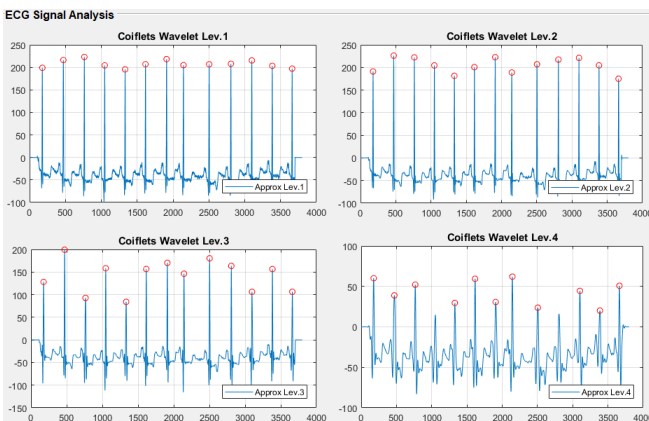 ECG Signal Analysis
Coiflets Wavelet Lev.1
250
200
150
100
50
0
-50
-100
0 500 1000 1500 2000 2500 3000 3500 4000
Approx Lev.1
Coiflets Wavelet Lev.2
250
200
150
100
50
0
-50
-100
0 500 1000 1500 2000 2500 3000 3500 4000
Approx Lev.2
Coiflets Wavelet Lev.3
200
150
100
50
0
-50
-100
-150
0 500 1000 1500 2000 2500 3000 3500 4000
Approx Lev.3
Coiflets Wavelet Lev.4
100
50
0
-50
-100
0 500 1000 1500 2000 2500 3000 3500 4000
Approx Lev.4